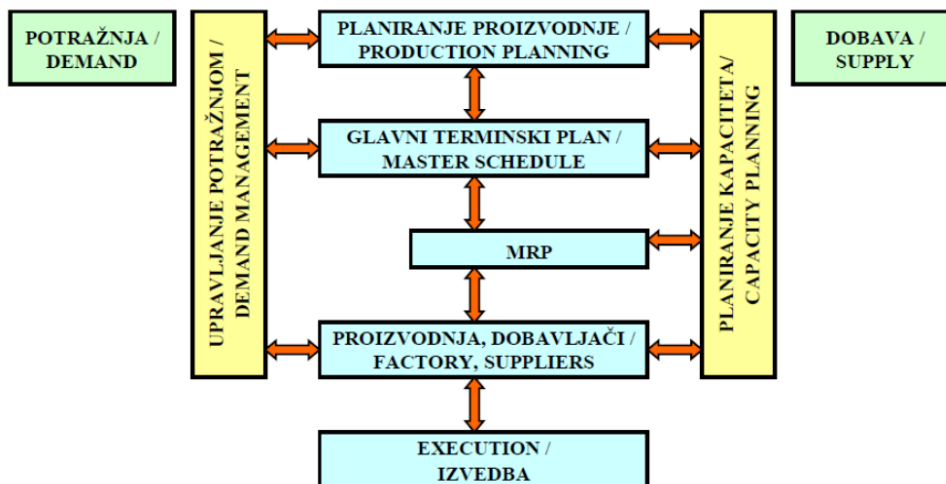 POTRAŽNJA /
DEMAND
UPRAVLJANJE POTRAŽNJOM /
DEMAND MANAGEMENT
PLANIRANJE PROIZVODNJE /
PRODUCTION PLANNING
GLAVNI TERMINSKI PLAN /
MASTER SCHEDULE
MRP
PROIZVODNJA, DOBAVLJAČI /
FACTORY, SUPPLIERS
EXECUTION /
IZVEDBA
PLANIRANJE KAPACITETA/
CAPACITY PLANNING
DOBAVA /
SUPPLY